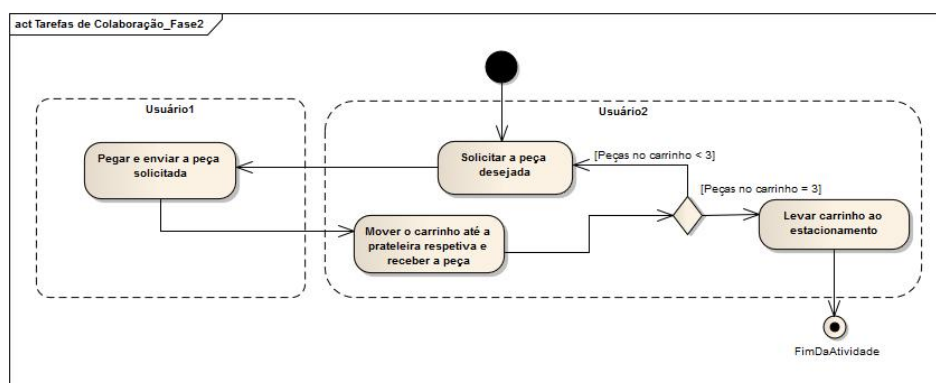 act Tarefas de Colaboração_Fase2
Usuário1
Usuário2
Pegar e enviar a peça
solicitada
Solicitar a peça
desejada
[Peças no carrinho < 3]
[Peças no carrinho = 3]
Mover o carrinho até a
prateleira respetiva e
receber a peça
Levar carrinho ao
estacionamento
FimDaAtividade